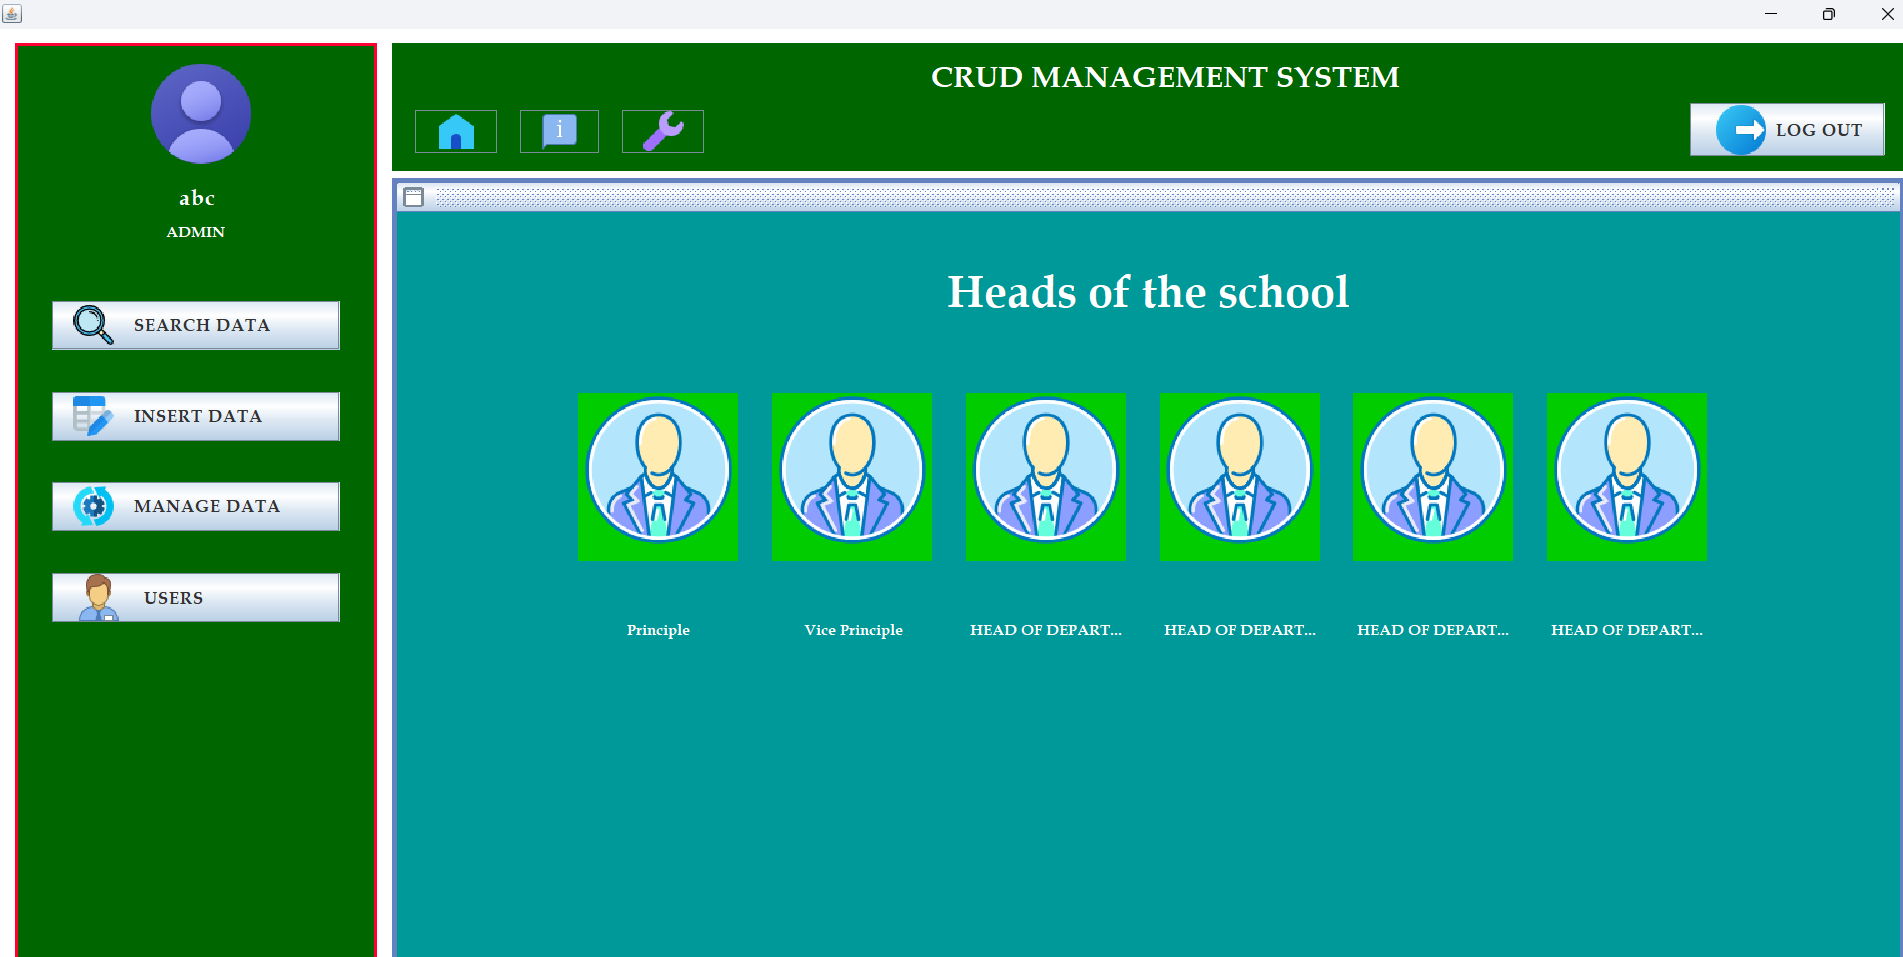 abc
ADMIN
SEARCH DATA
INSERT DATA
MANAGE DATA
USERS
CRUD MANAGEMENT SYSTEM
i
LOG OUT
Heads of the school
Principle
Vice Principle
HEAD OF DEPART...
HEAD OF DEPART...
HEAD OF DEPART...
HEAD OF DEPART...